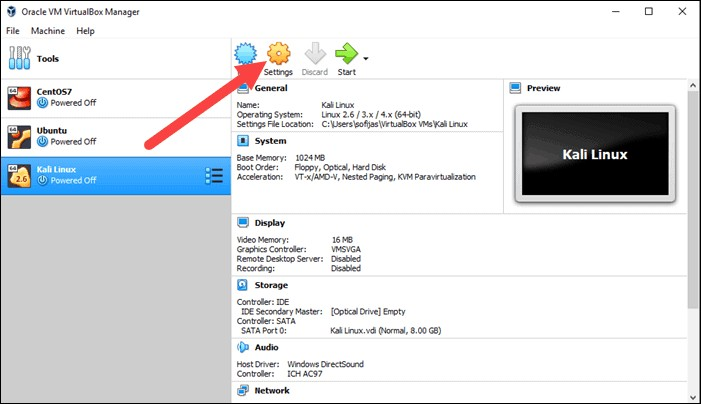 Oracle VM VirtualBox Manager
File Machine Help
Tools
Settings Discard Start
64 CentOS7
Powered Off
64 Ubuntu
Powered Off
64 2.6 Kali Linux
Powered Off
General
Name: Kali Linux
Operating System: Linux 2.6 / 3.x / 4.x (64-bit)
Settings File Location: C:\Users\sofijas\VirtualBox VMs\Kali Linux
Preview
Kali Linux
System
Base Memory: 1024 MB
Boot Order: Floppy, Optical, Hard Disk
Acceleration: VT-x/AMD-V, Nested Paging, KVM Paravirtualization
Display
Video Memory: 16 MB
Graphics Controller: VMSVGA
Remote Desktop Server: Disabled
Recording: Disabled
Storage
Controller: IDE
IDE Secondary Master: [Optical Drive] Empty
Controller: SATA
SATA Port 0: Kali Linux.vdi (Normal, 8.00 GB)
Audio
Host Driver: Windows DirectSound
Controller: ICH AC97
Network